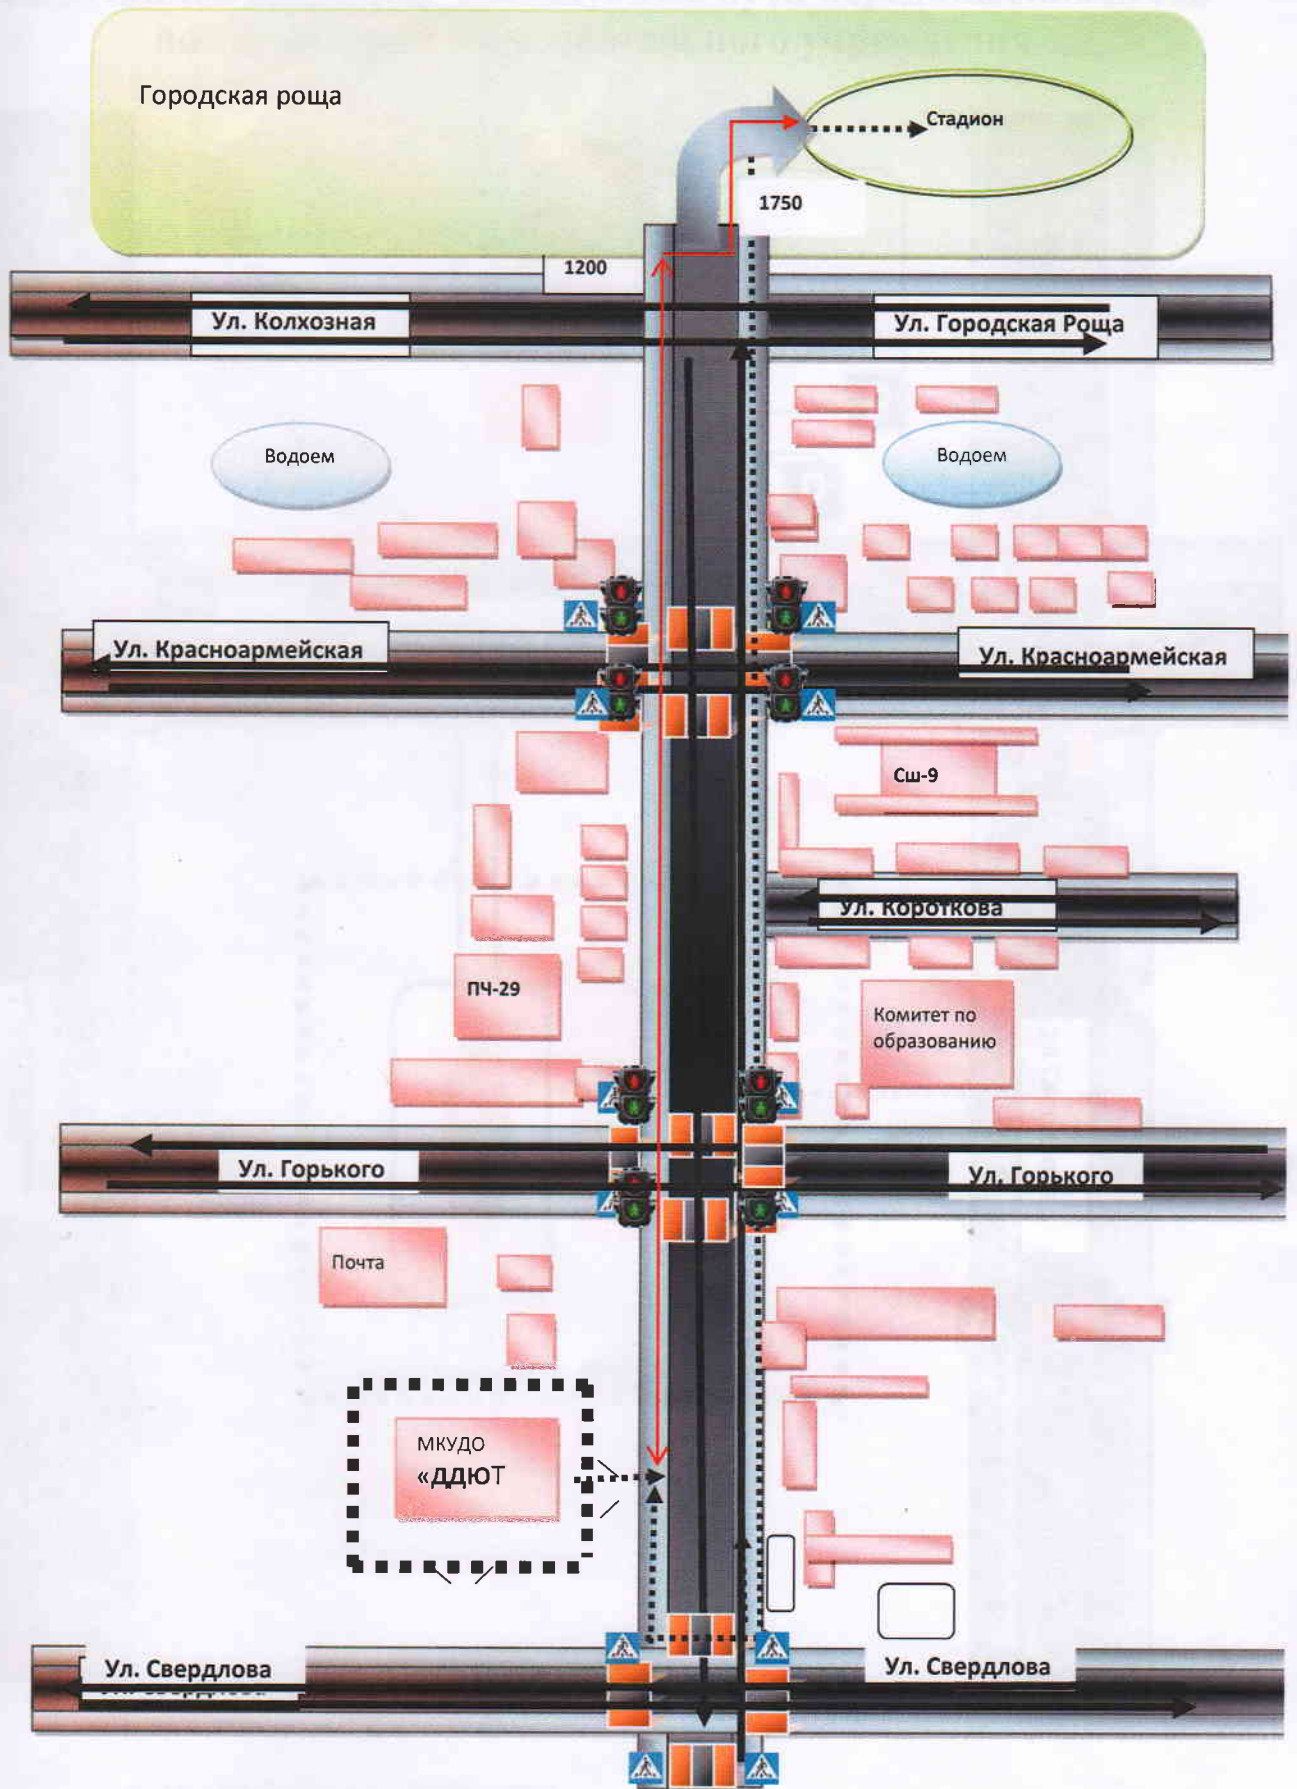 Городская роща
Стадион
1750
1200
Ул. Колхозная
Ул. Городская Роща
Водоем
Водоем
Ул. Красноармейская
Ул. Красноармейская
Сш-9
Ул. Короткова
ПЧ-29
Комитет по
образованию
Ул. Горького
Ул. Горького
Почта
МКУДО
«ДДЮТ
Ул. Свердлова
Ул. Свердлова